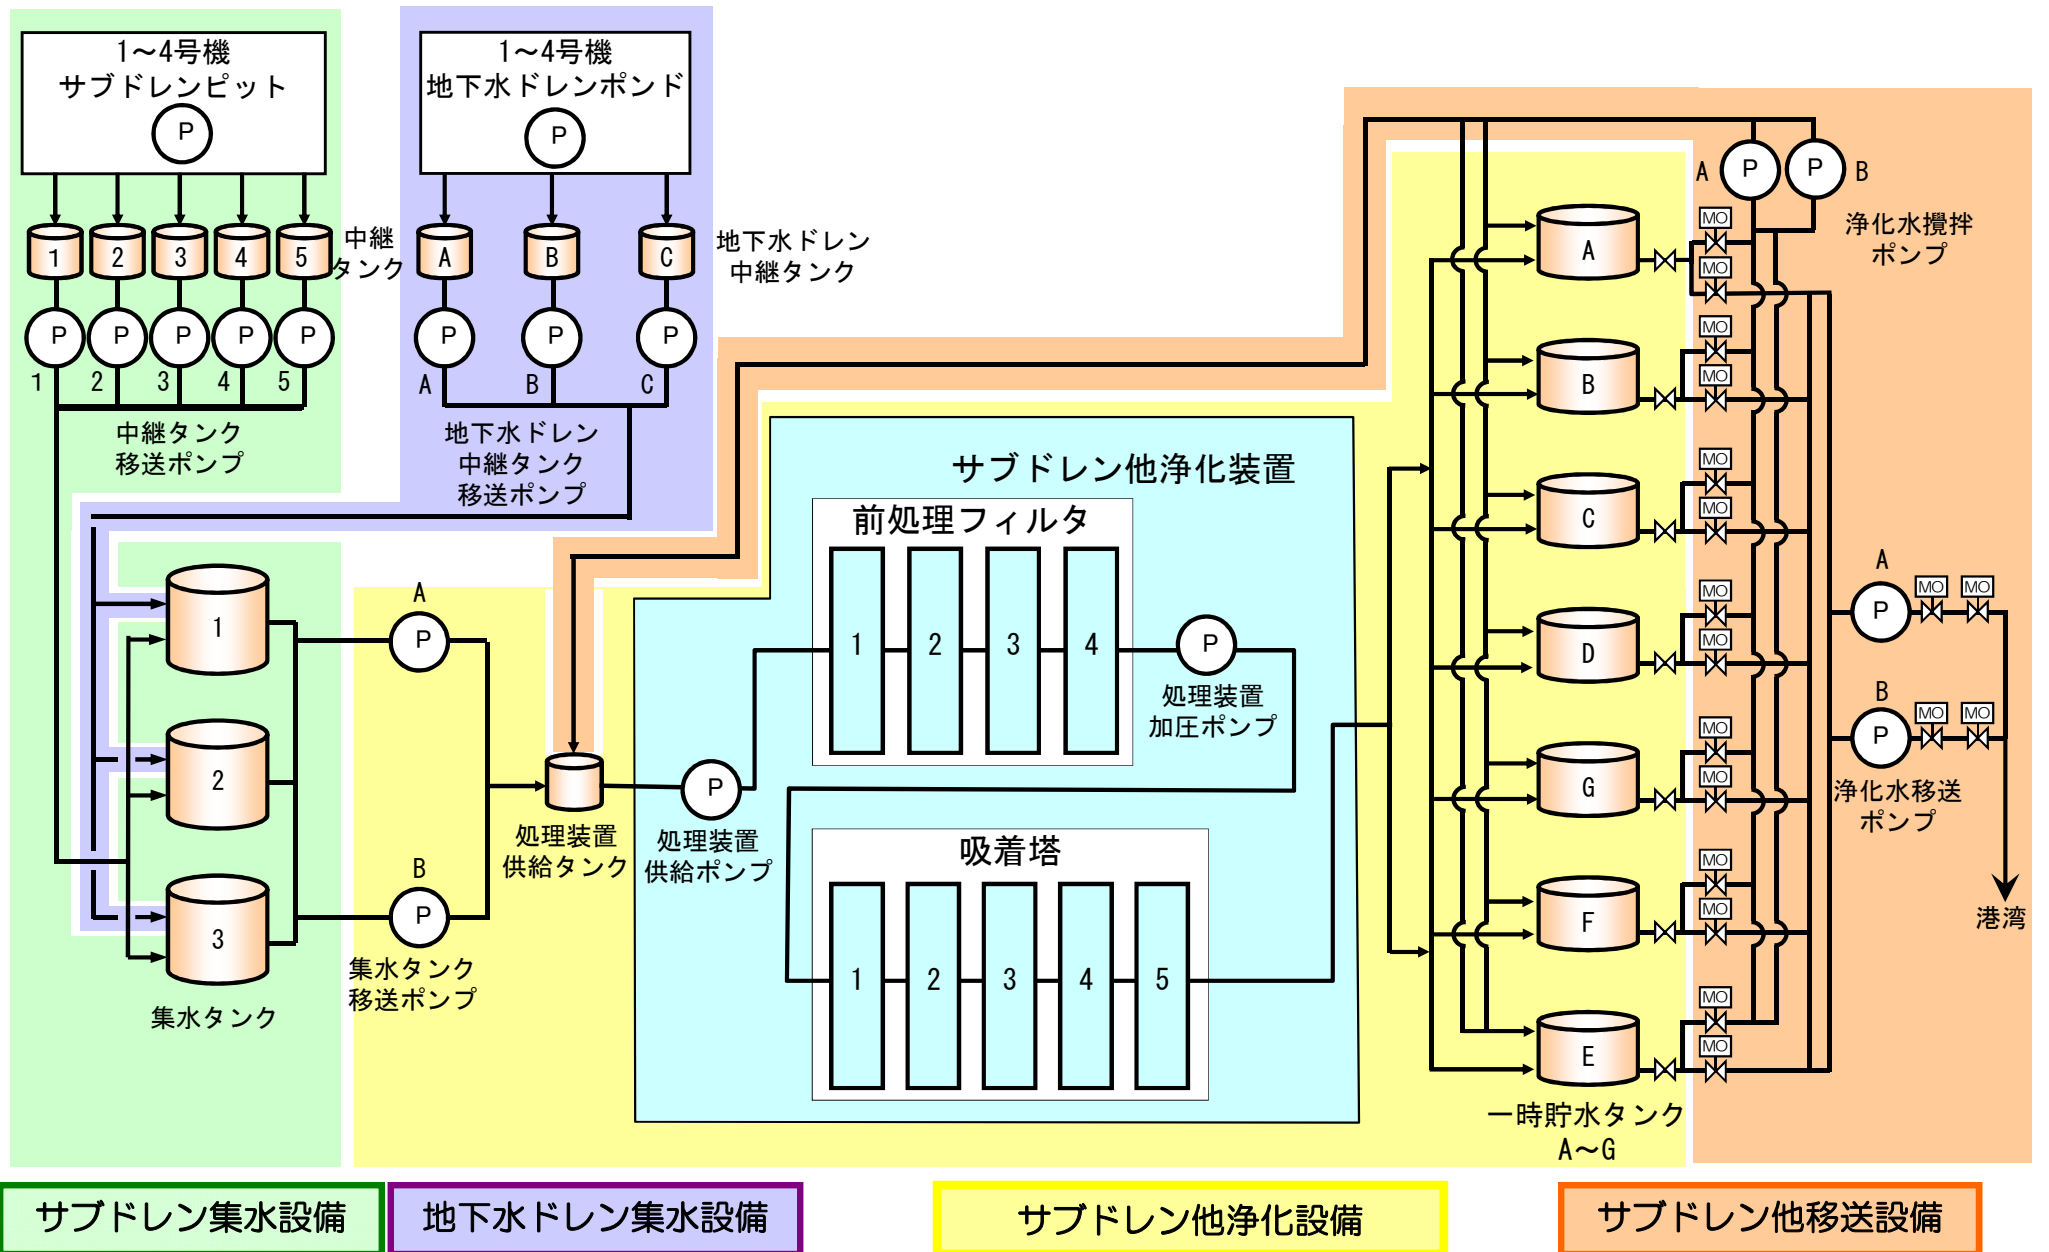 1～4号機
サブドレンピット
P
1 2 3 4 5
中継
タンク
P P P P P
1 2 3 4 5
中継タンク
移送ポンプ
1～4号機
地下水ドレンポンド
P
A B C
地下水ドレン
中継タンク
P P P
A B C
地下水ドレン
中継タンク
移送ポンプ
1
2
3
集水タンク
A
P
B
P
集水タンク
移送ポンプ
処理装置
供給タンク
P
処理装置
供給ポンプ
サブドレン他浄化装置
前処理フィルタ
1 2 3 4
P
処理装置
加圧ポンプ
吸着塔
1 2 3 4 5
A
B
C
D
G
F
E
一時貯水タンク
A～G
MO
MO
MO
MO
MO
MO
MO
MO
MO
MO
MO
MO
MO
MO
A P P B
浄化水攪拌
ポンプ
A
P MO MO
B
P MO MO
浄化水移送
ポンプ
港湾
サブドレン集水設備
地下水ドレン集水設備
サブドレン他浄化設備
サブドレン他移送設備